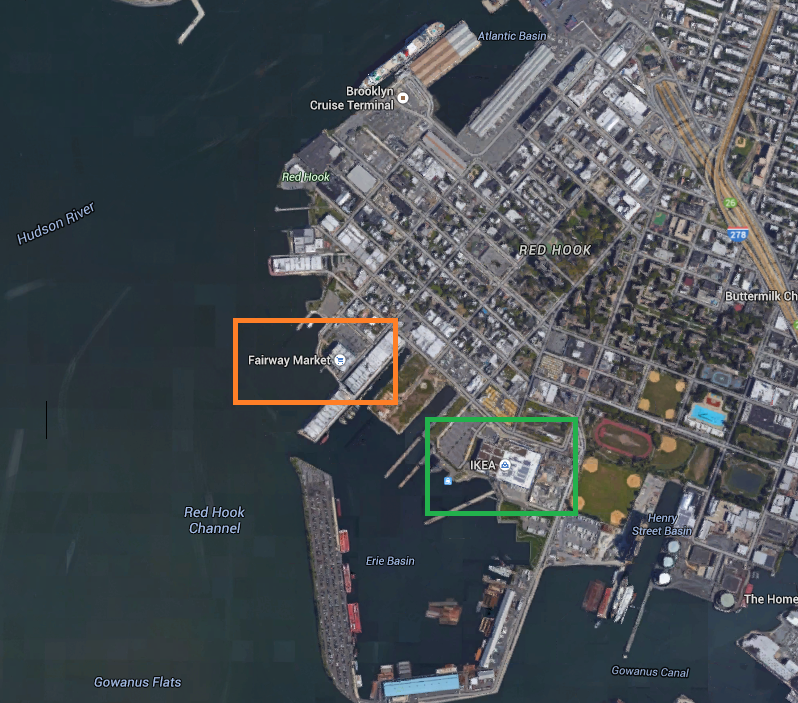 Atlantic Basin
Brooklyn
Cruise Terminal
Red Hook
Hudson River
RED HOOK
26
278
Buttermilk Ch
Fairway Market
IKEA
Red Hook
Channel
Henry
Street Basin
Erie Basin
The Home
Gowanus Canal
Gowanus Flats